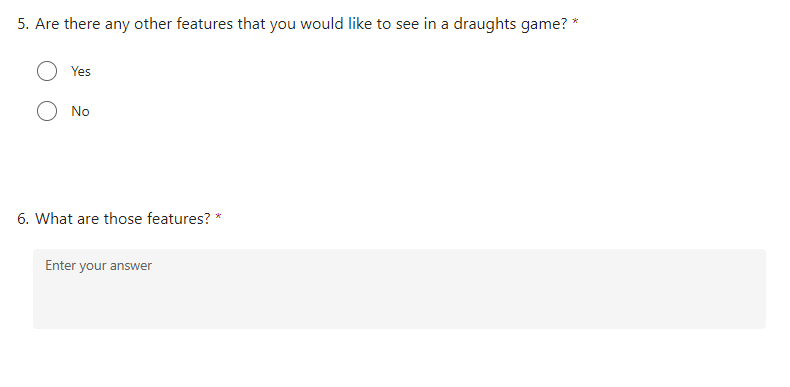 5. Are there any other features that you would like to see in a draughts game? *
Yes
No
6. What are those features? *
Enter your answer